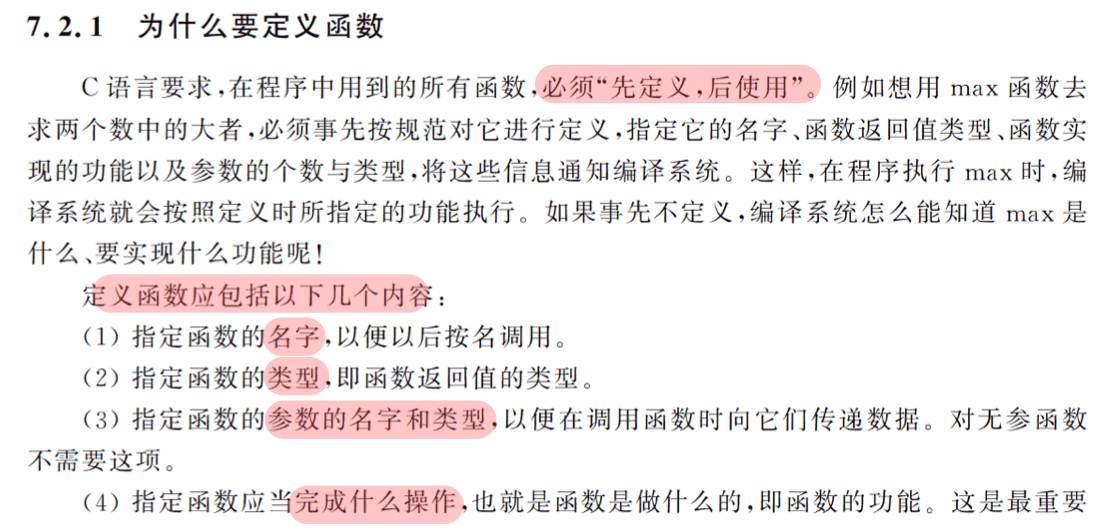 7.2.1 为什么要定义函数
C语言要求,在程序中用到的所有函数,必须“先定义,后使用”。例如想用 max 函数去
求两个数中的大者,必须事先按规范对它进行定义,指定它的名字、函数返回值类型、函数实
现的功能以及参数的个数与类型,将这些信息通知编译系统。这样,在程序执行 max 时,编
译系统就会按照定义时所指定的功能执行。如果事先不定义,编译系统怎么能知道 max 是
什么、要实现什么功能呢!
定义函数应包括以下几个内容:
(1) 指定函数的名字,以便以后按名调用。
(2) 指定函数的类型,即函数返回值的类型。
(3) 指定函数的参数的名字和类型,以便在调用函数时向它们传递数据。对无参函数
不需要这项。
(4) 指定函数应当完成什么操作,也就是函数是做什么的,即函数的功能。这是最重要